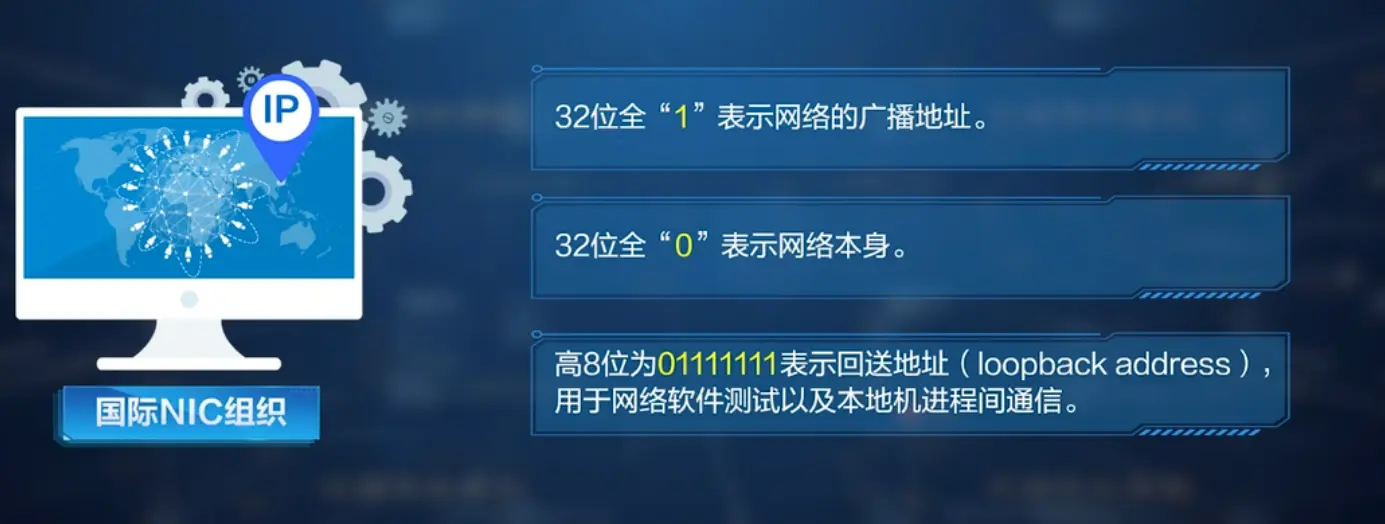 IP
国际NIC组织
32位全“1”表示网络的广播地址。
32位全“0”表示网络本身。
高8位为01111111表示回送地址（loopback address），
用于网络软件测试以及本地机进程间通信。